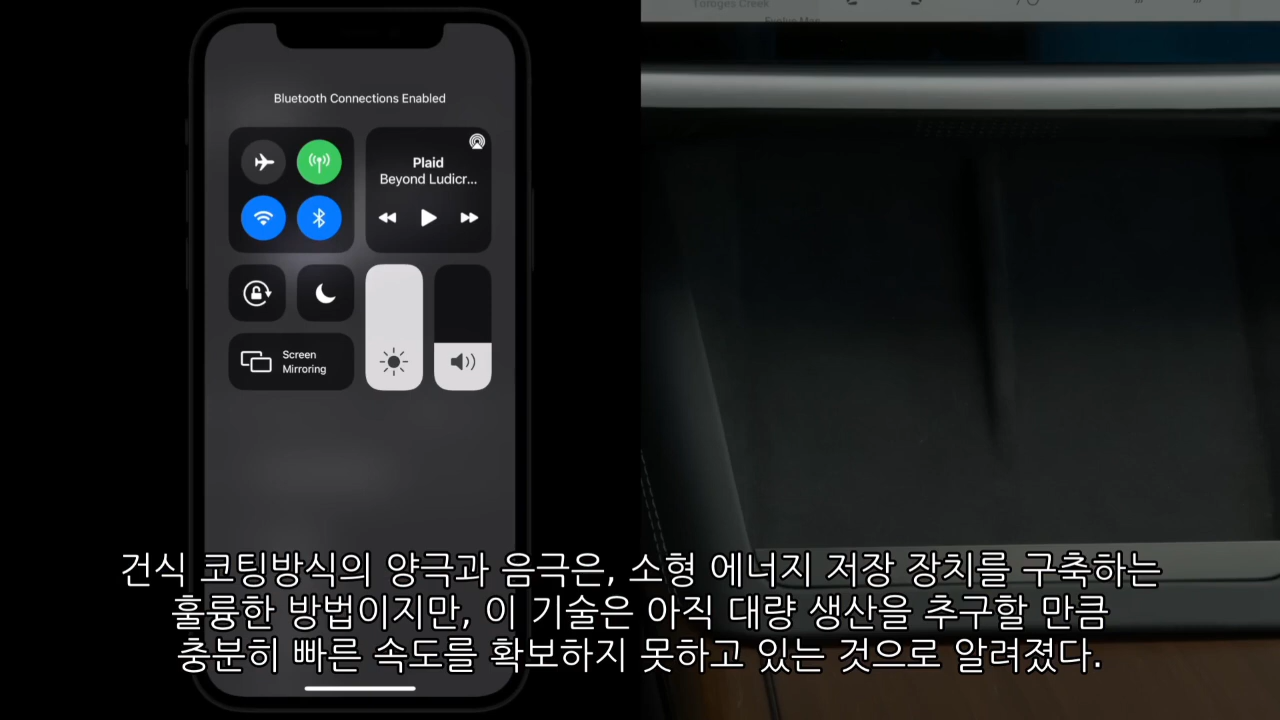 Bluetooth Connections Enabled
Plaid
Beyond Ludicr...
Screen
Mirroring
건식 코팅방식의 양극과 음극은, 소형 에너지 저장 장치를 구축하는
훌륭한 방법이지만, 이 기술은 아직 대량 생산을 추구할 만큼
충분히 빠른 속도를 확보하지 못하고 있는 것으로 알려졌다.